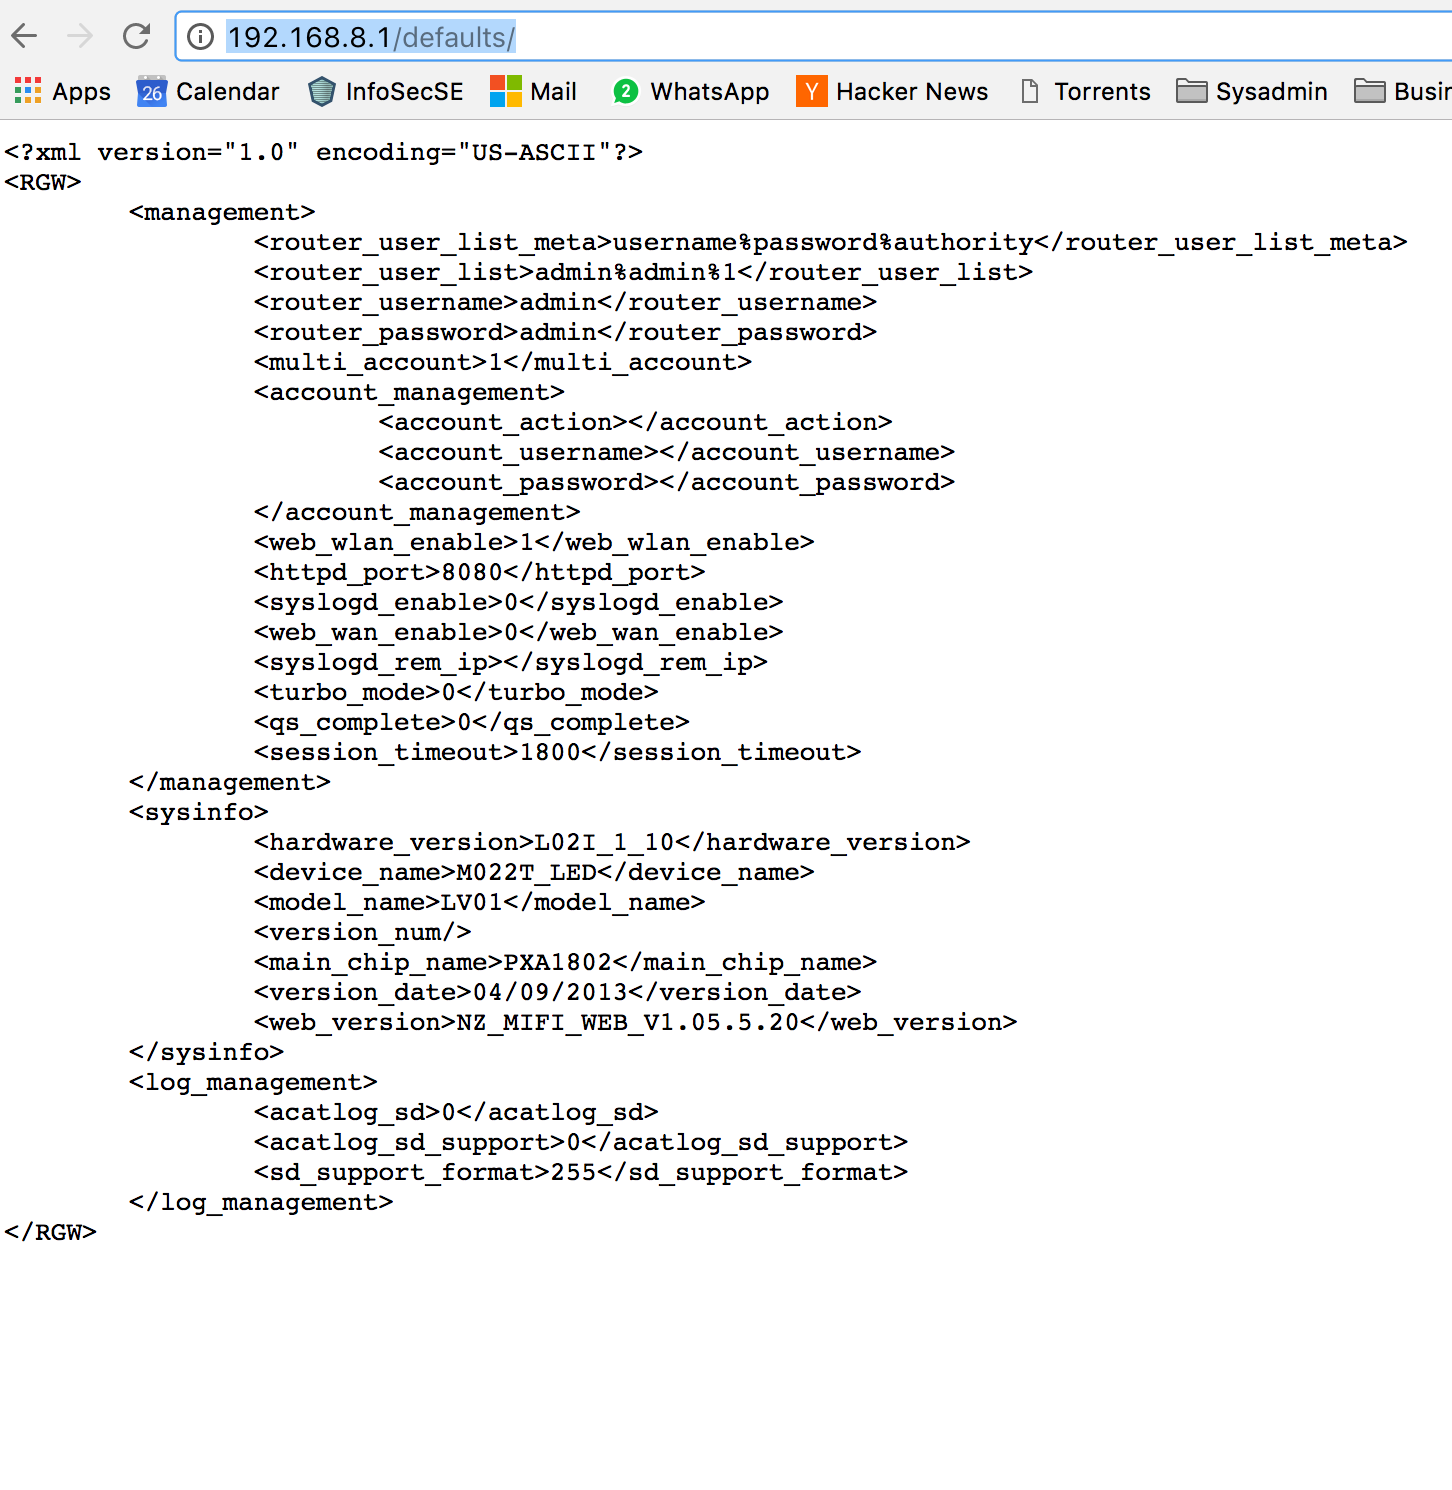 192.168.8.1/defaults/
Apps 26 Calendar InfoSecSE Mail 2 WhatsApp Y Hacker News Torrents Sysadmin Busin
<?xml version="1.0" encoding="US-ASCII"?>
<RGW>
<management>
<router_user_list_meta>username%password%authority</router_user_list_meta>
<router_user_list>admin%admin%1</router_user_list>
<router_username>admin</router_username>
<router_password>admin</router_password>
<multi_account>1</multi_account>
<account_management>
<account_action></account_action>
<account_username></account_username>
<account_password></account_password>
</account_management>
<web_wlan_enable>1</web_wlan_enable>
<httpd_port>8080</httpd_port>
<syslogd_enable>0</syslogd_enable>
<web_wan_enable>0</web_wan_enable>
<syslogd_rem_ip></syslogd_rem_ip>
<turbo_mode>0</turbo_mode>
<qs_complete>0</qs_complete>
<session_timeout>1800</session_timeout>
</management>
<sysinfo>
<hardware_version>L02I_1_10</hardware_version>
<device_name>M022T_LED</device_name>
<model_name>LV01</model_name>
<version_num/>
<main_chip_name>PXA1802</main_chip_name>
<version_date>04/09/2013</version_date>
<web_version>NZ_MIFI_WEB_V1.05.5.20</web_version>
</sysinfo>
<log_management>
<acatlog_sd>0</acatlog_sd>
<acatlog_sd_support>0</acatlog_sd_support>
<sd_support_format>255</sd_support_format>
</log_management>
</RGW>